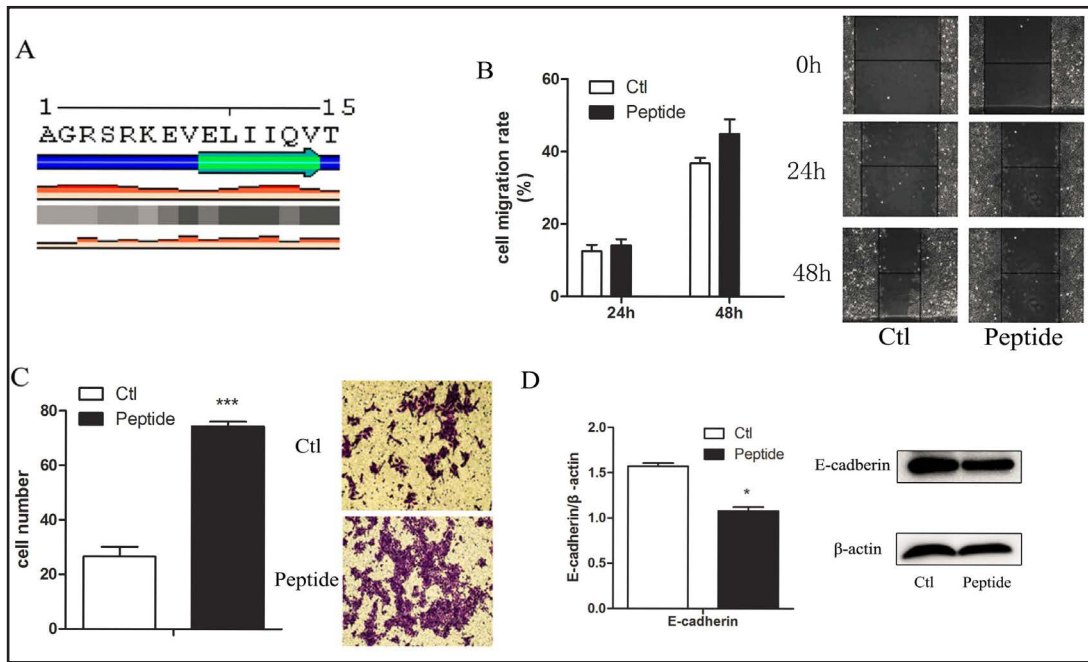 A
1 15
AGRSRKEVELIIQVT
B
cell migration rate
(%)
60
40
20
0
Ctl
Peptide
24h 48h
0h
24h
48h
Ctl Peptide
C
cell number
80
60
40
20
0
Ctl
Peptide
***
Ctl
Peptide
D
E-cadherin/β -actin
2.0
1.5
1.0
0.5
0.0
Ctl
Peptide
*
E-cadherin
E-cadberin
β-actin
Ctl Peptide